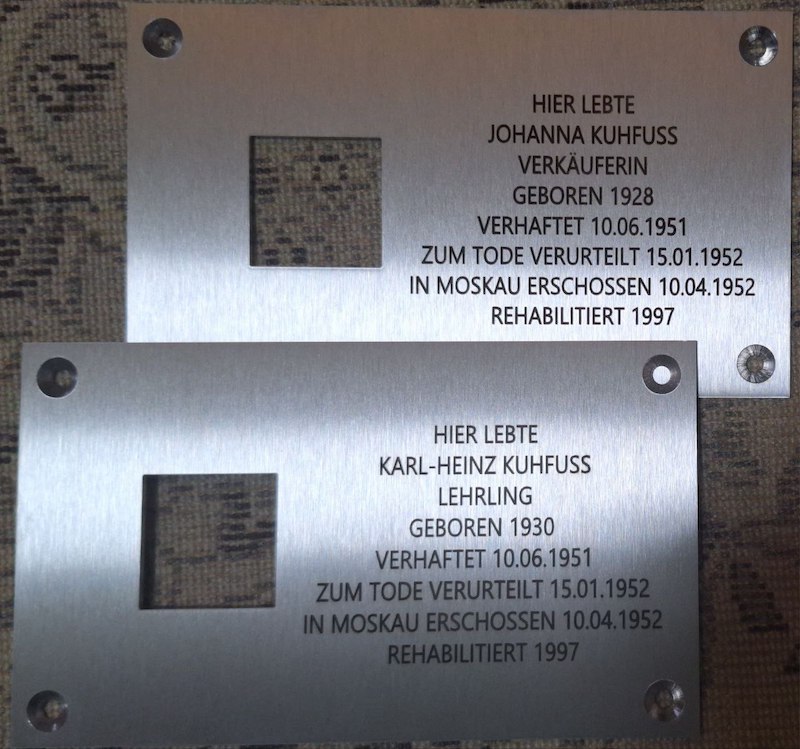 HIER LEBTE
JOHANNA KUHFUSS
VERKÄUFERIN
GEBOREN 1928
VERHAFTET 10.06.1951
ZUM TODE VERURTEILT 15.01.1952
IN MOSKAU ERSCHOSSEN 10.04.1952
REHABILITIERT 1997
HIER LEBTE
KARL-HEINZ KUHFUSS
LEHRLING
GEBOREN 1930
VERHAFTET 10.06.1951
ZUM TODE VERURTEILT 15.01.1952
IN MOSKAU ERSCHOSSEN 10.04.1952
REHABILITIERT 1997